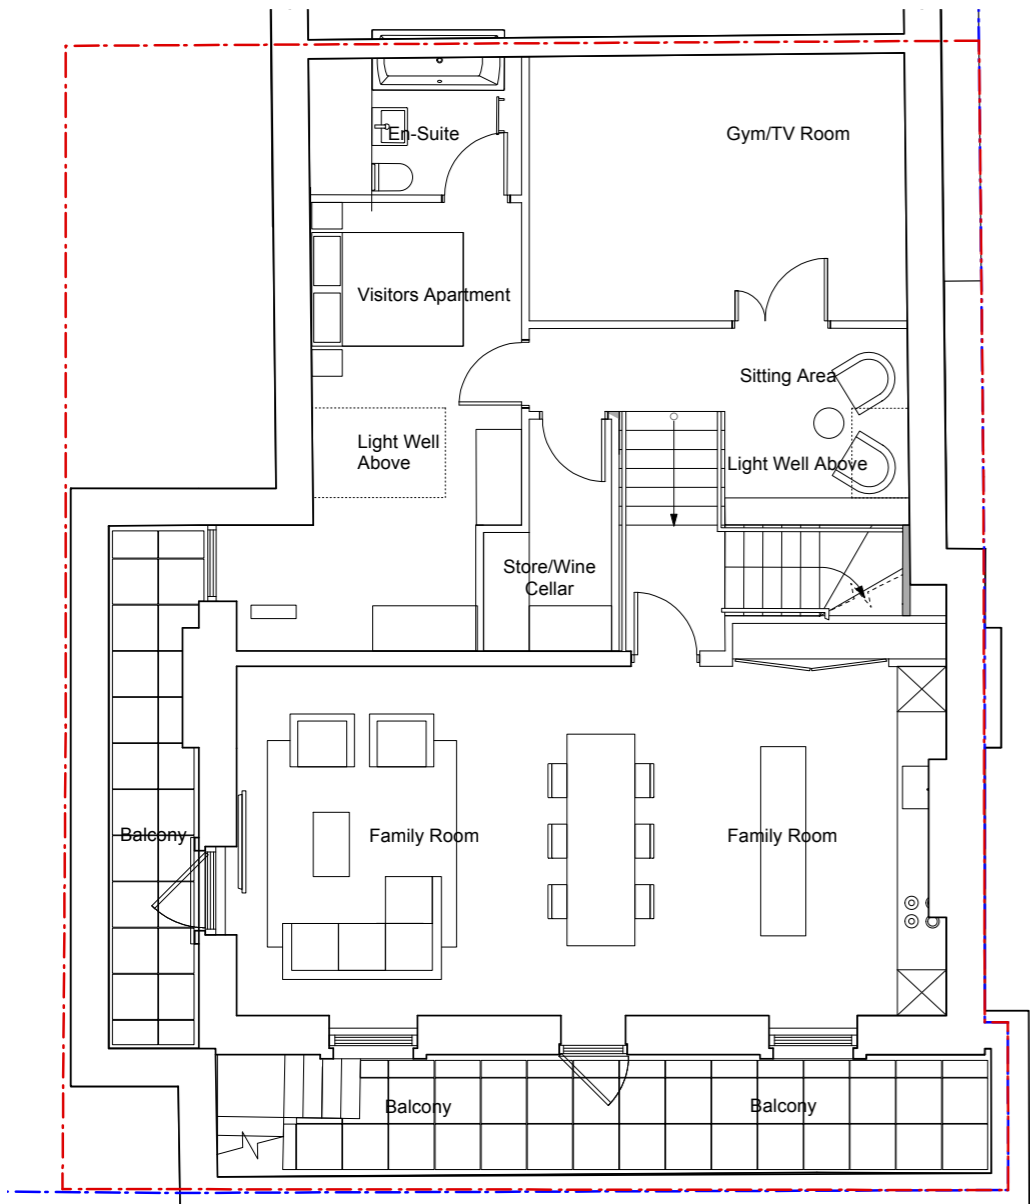 En-Suite
Gym/TV Room
Visitors Apartment
Sitting Area
Light Well
Above
Light Well Above
Store/Wine
Cellar
Balcony
Family Room
Family Room
Balcony
Balcony